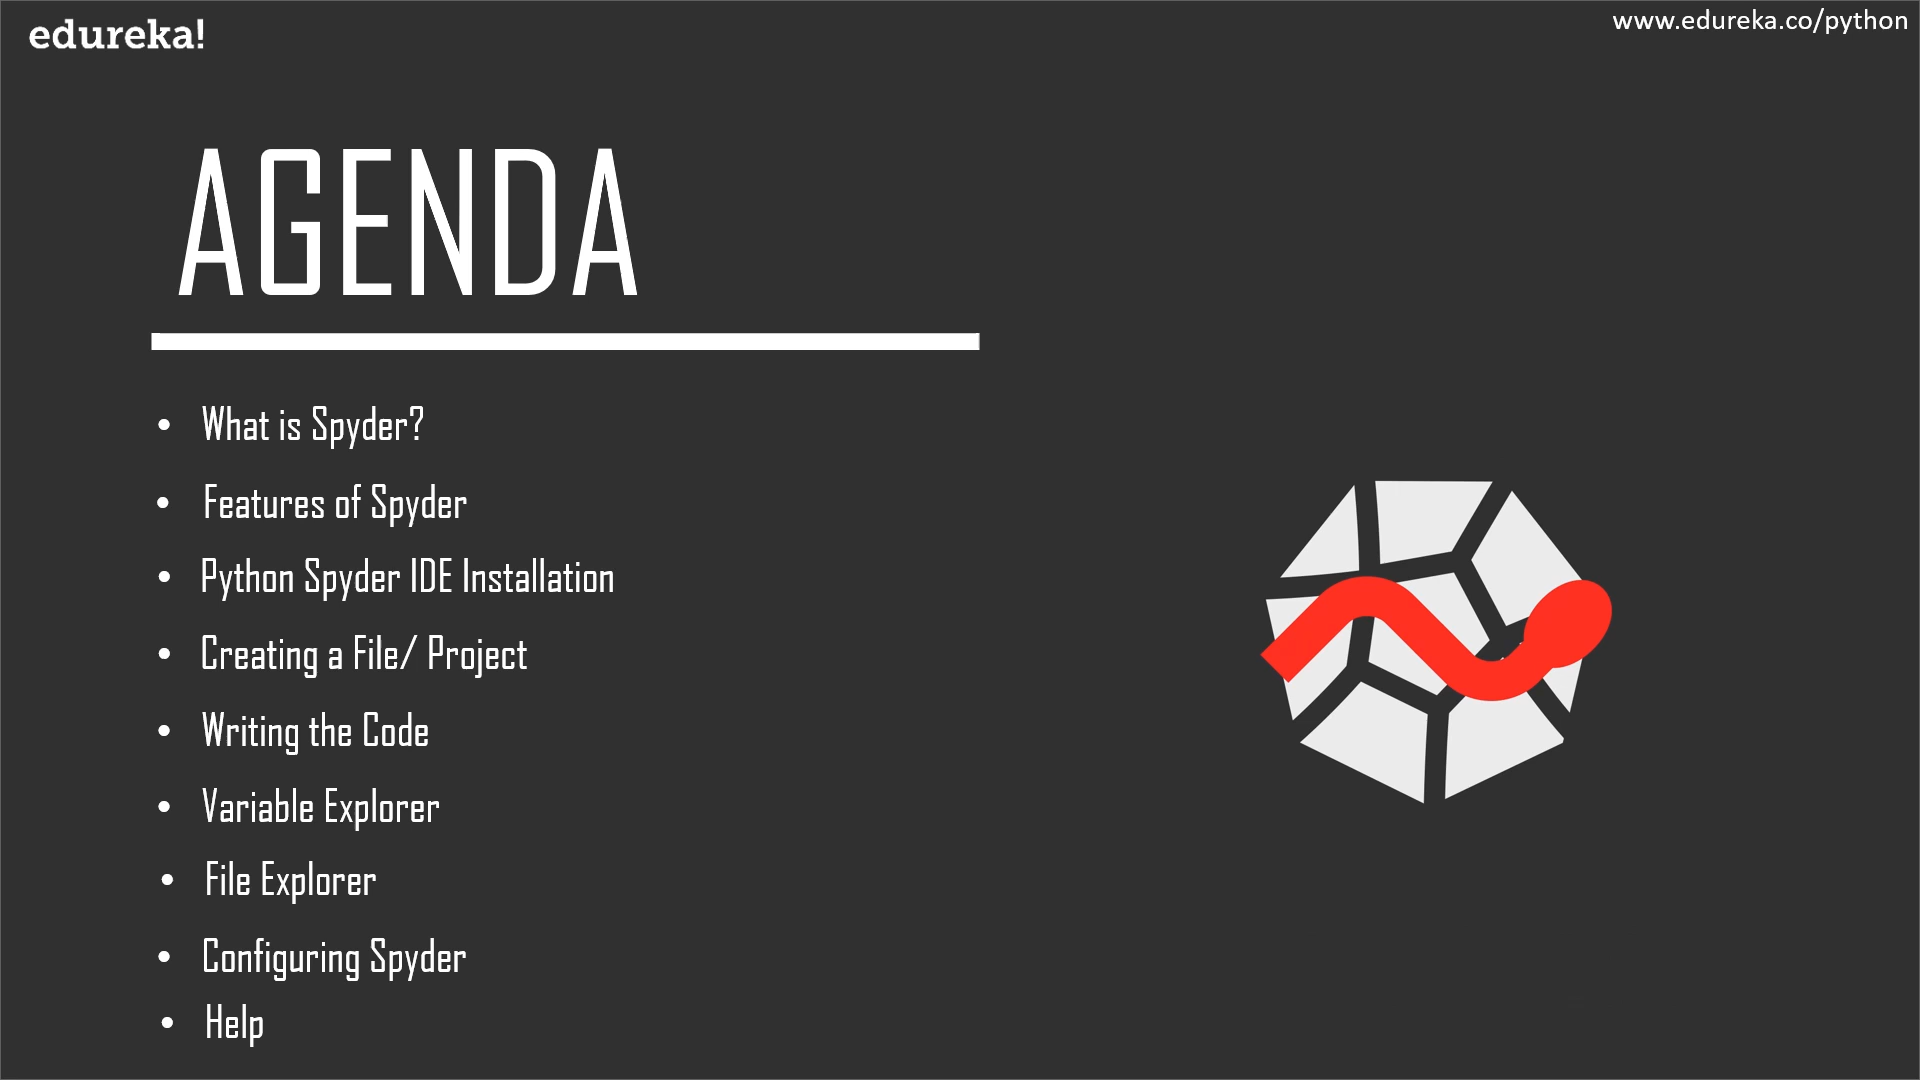 edureka!
www.edureka.co/python
AGENDA
• What is Spyder?
• Features of Spyder
• Python Spyder IDE Installation
• Creating a File/ Project
• Writing the Code
• Variable Explorer
• File Explorer
• Configuring Spyder
• Help